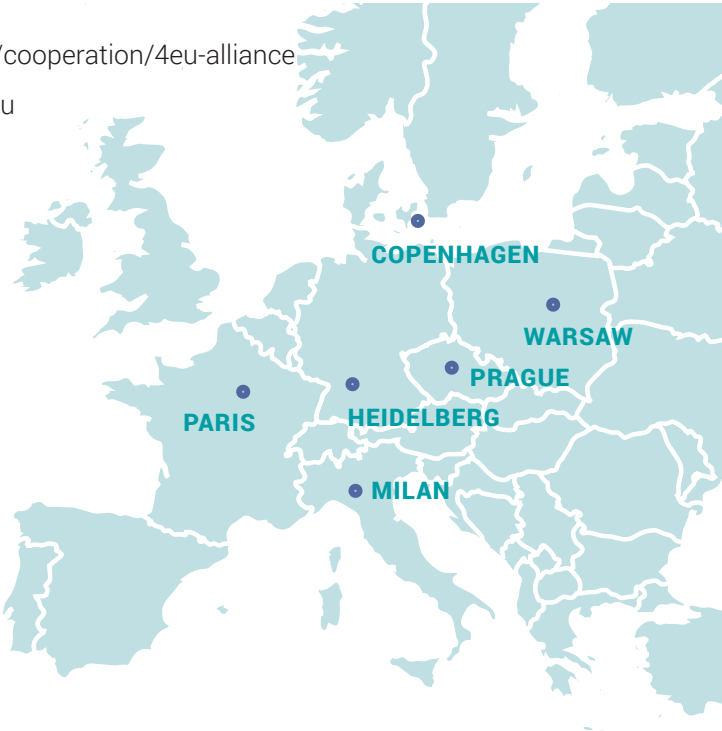 /cooperation/4eu-alliance
u
COPENHAGEN
WARSAW
PRAGUE
PARIS
HEIDELBERG
MILAN